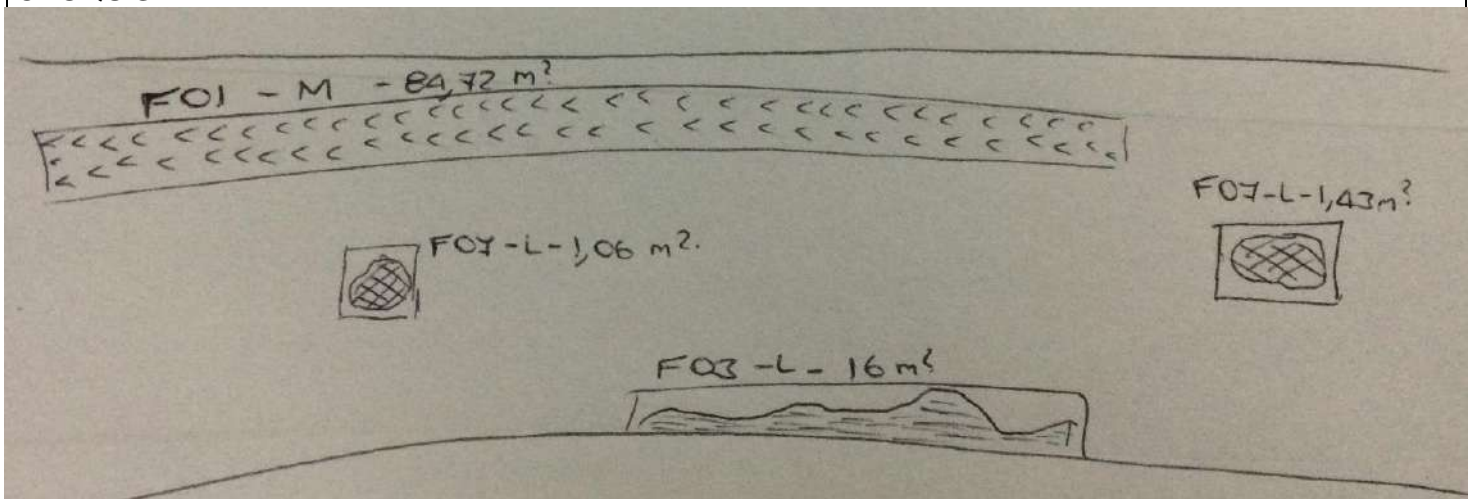 F01 - M - 84,72 m²
F07-L-1,43m²
F07-L-1,06 m².
F03-L- 16 m²